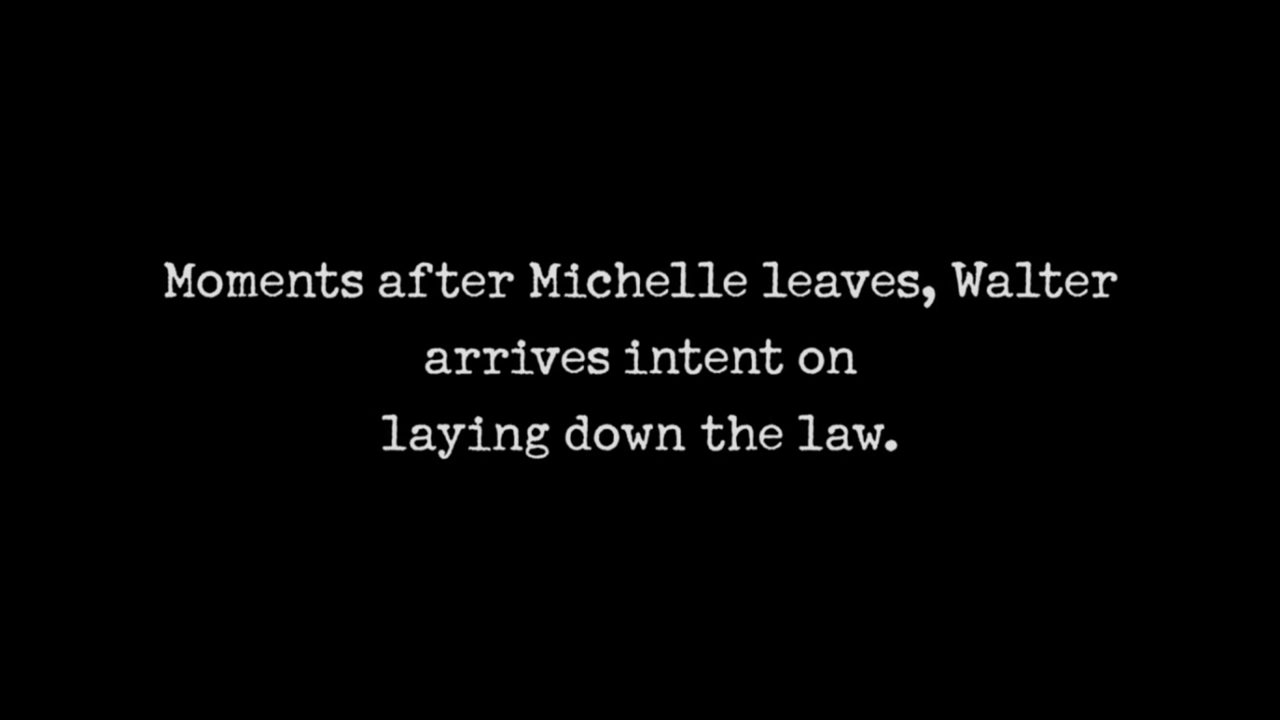 Moments after Michelle leaves, Walter
arrives intent on
laying down the law.